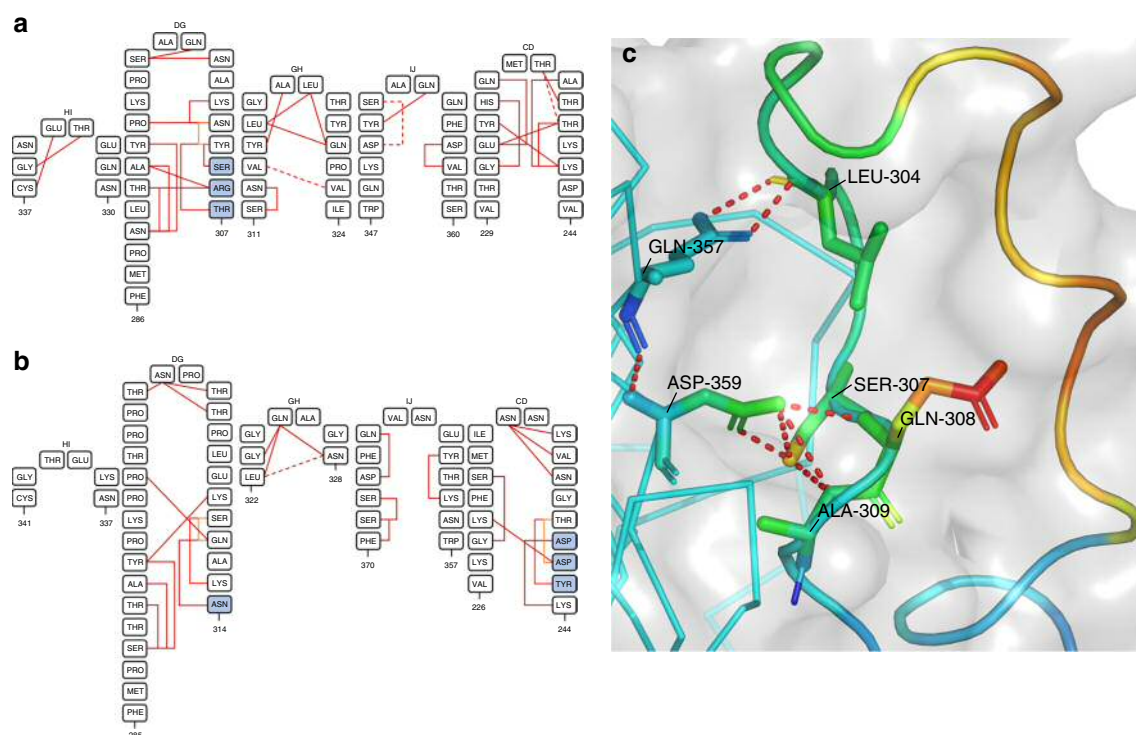 a
HI
GLU THR
ASN
GLY
CYS
337
GLU
GLN
ASN
330
DG
ALA GLN
SER
PRO
LYS
PRO
TYR
ALA
THR
LEU
ASN
PRO
MET
PHE
286
ASN
ALA
LYS
ASN
TYR
SER
ARG
THR
307
GH
ALA LEU
GLY
LEU
TYR
VAL
ASN
SER
311
THR
TYR
GLN
PRO
VAL
ILE
324
IJ
ALA GLN
SER
TYR
ASP
LYS
GLN
TRP
347
GLN
PHE
ASP
VAL
THR
SER
360
CD
MET THR
GLN
HIS
GLU
GLY
THR
VAL
229
ALA
THR
THR
LYS
LYS
ASP
VAL
244
b
HI
THR GLU
GLY
CYS
341
LYS
ASN
337
DG
ASN PRO
THR
PRO
PRO
THR
PRO
LYS
PRO
TYR
ALA
THR
THR
SER
PRO
MET
PHE
285
THR
THR
PRO
LEU
GLU
LYS
SER
GLN
ALA
LYS
ASN
314
GH
GLN ALA
GLY
GLY
LEU
322
GLY
ASN
328
IJ
VAL ASN
GLN
PHE
ASP
SER
SER
PHE
370
GLU
TYR
THR
LYS
ASN
TRP
357
CD
ASN ASN
ILE
MET
SER
PHE
LYS
GLY
LYS
VAL
226
LYS
VAL
ASN
GLY
THR
ASP
ASP
TYR
LYS
244
c
LEU-304
GLN-357
ASP-359
SER-307
GLN-308
ALA-309